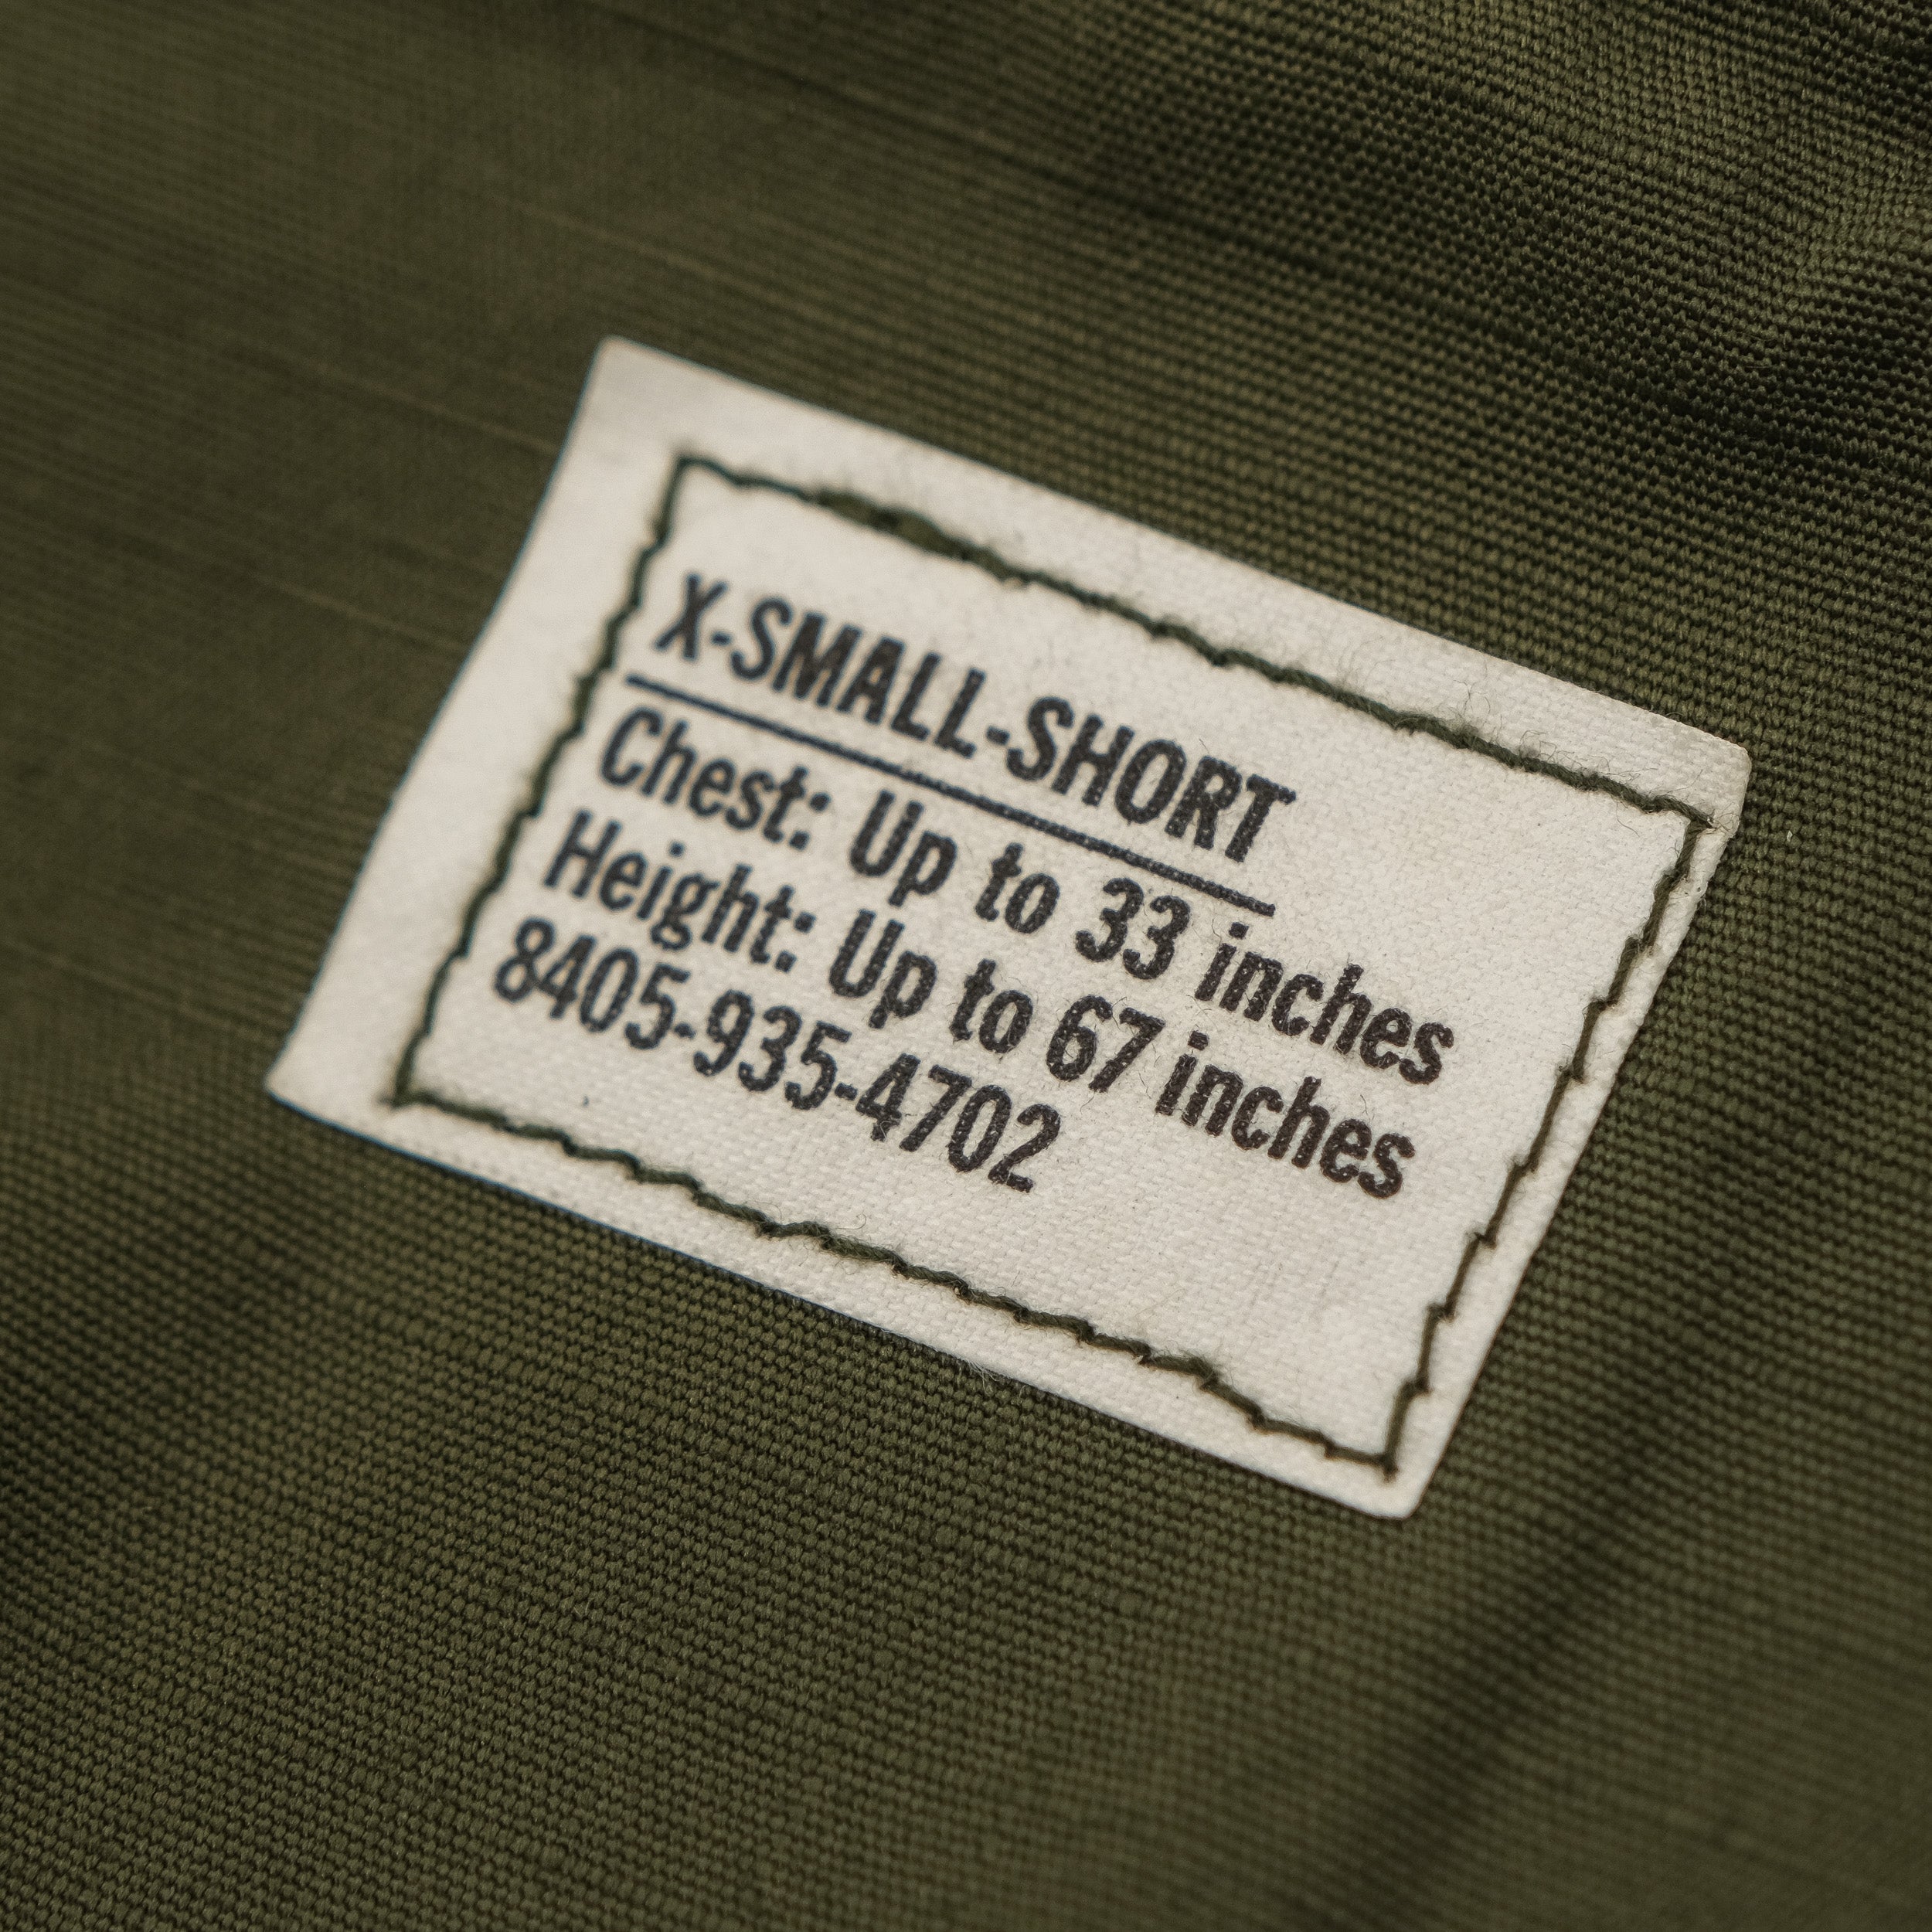 X-SMALL-SHORT
Chest: Up to 33 inches
Height: Up to 67 inches
8405-935-4702